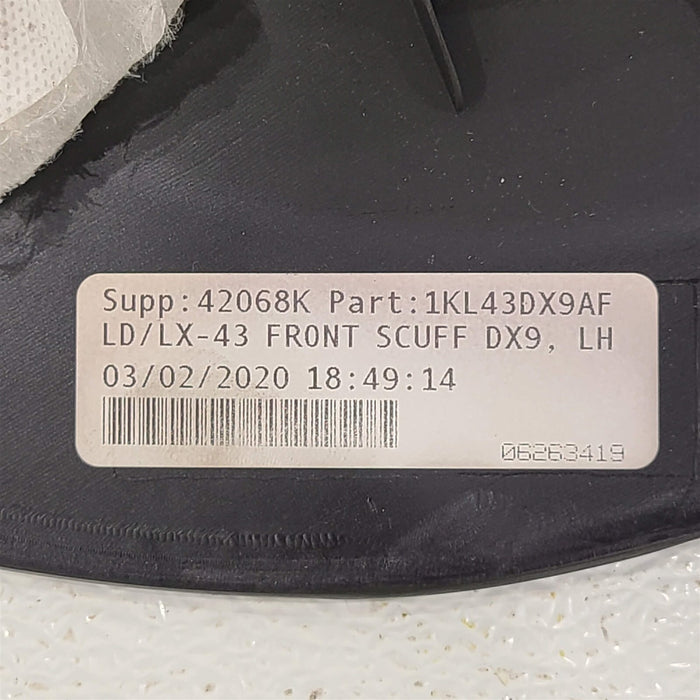 Supp:42068K Part:1KL43DX9AF
LD/LX-43 FRONT SCUFF DX9, LH
03/02/2020 18:49:14
06263419